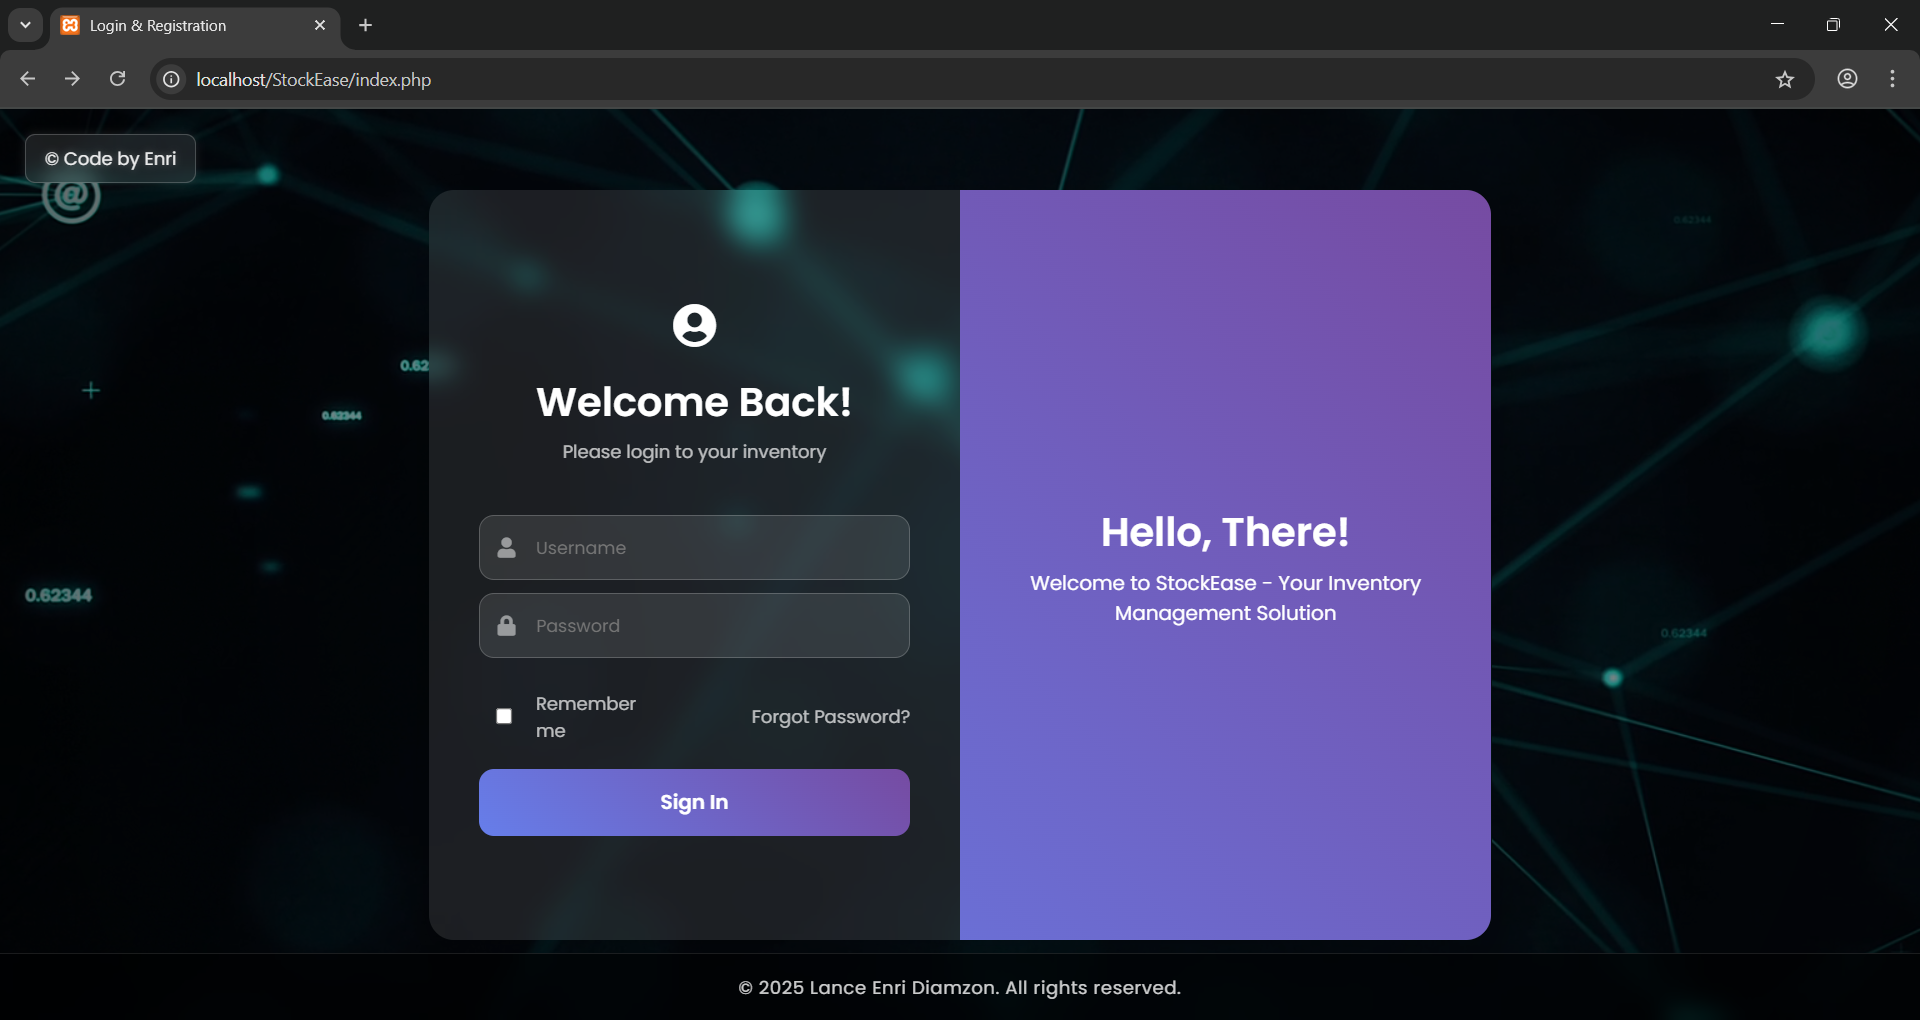 Login & Registration
localhost/StockEase/index.php
© Code by Enri
@
0.62344
0.62
0.62344
0.62344
0.62344
Welcome Back!
Please login to your inventory
Username
Password
Remember
me
Forgot Password?
Sign In
Hello, There!
Welcome to StockEase - Your Inventory
Management Solution
© 2025 Lance Enri Diamzon. All rights reserved.